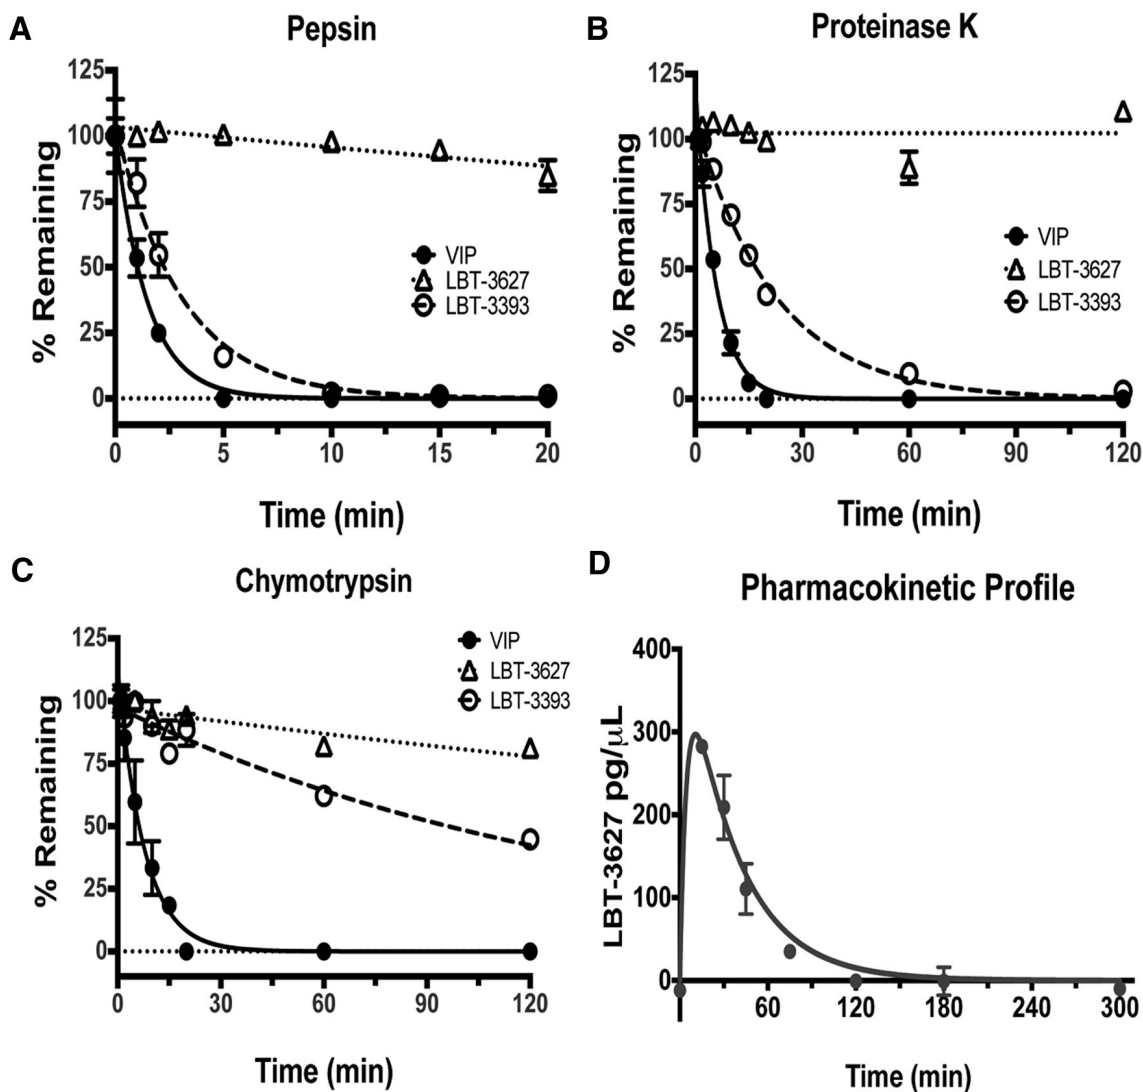 A
Pepsin
% Remaining
125
100
75
50
25
0
VIP
LBT-3627
LBT-3393
0 5 10 15 20
Time (min)
B
Proteinase K
% Remaining
125
100
75
50
25
0
VIP
LBT-3627
LBT-3393
0 30 60 90 120
Time (min)
C
Chymotrypsin
% Remaining
125
100
75
50
25
0
VIP
LBT-3627
LBT-3393
0 30 60 90 120
Time (min)
D
Pharmacokinetic Profile
LBT-3627 pg/μL
400
300
200
100
0
60 120 180 240 300
Time (min)